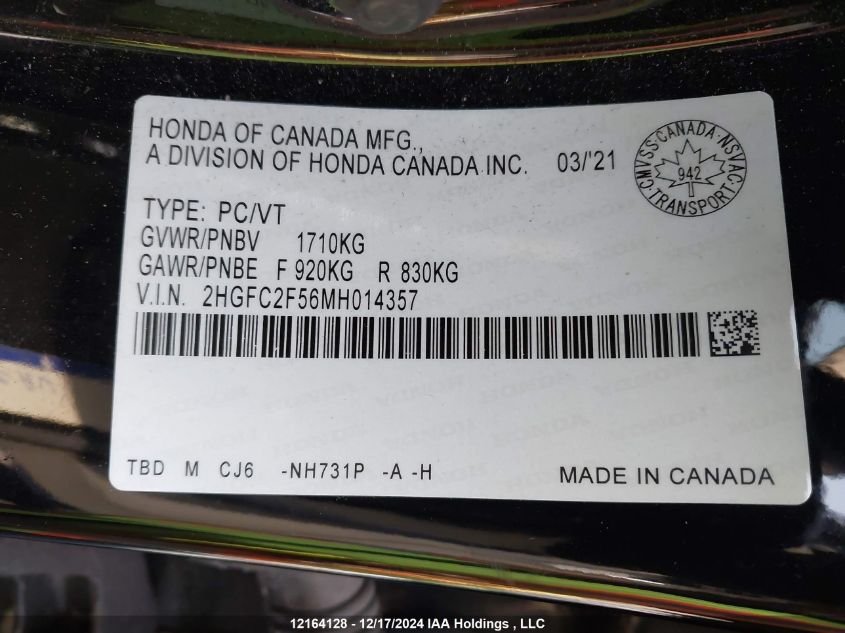 HONDA OF CANADA MFG.,
A DIVISION OF HONDA CANADA INC. 03/'21
CANADA · NSVAC · TRANSPORT · CMVSS ·
942
TYPE: PC/VT
GVWR/PNBV 1710KG
GAWR/PNBE F 920KG R 830KG
V.I.N. 2HGFC2F56MH014357
TBD M CJ6 -NH731P -A -H MADE IN CANADA
12164128 - 12/17/2024 IAA Holdings , LLC